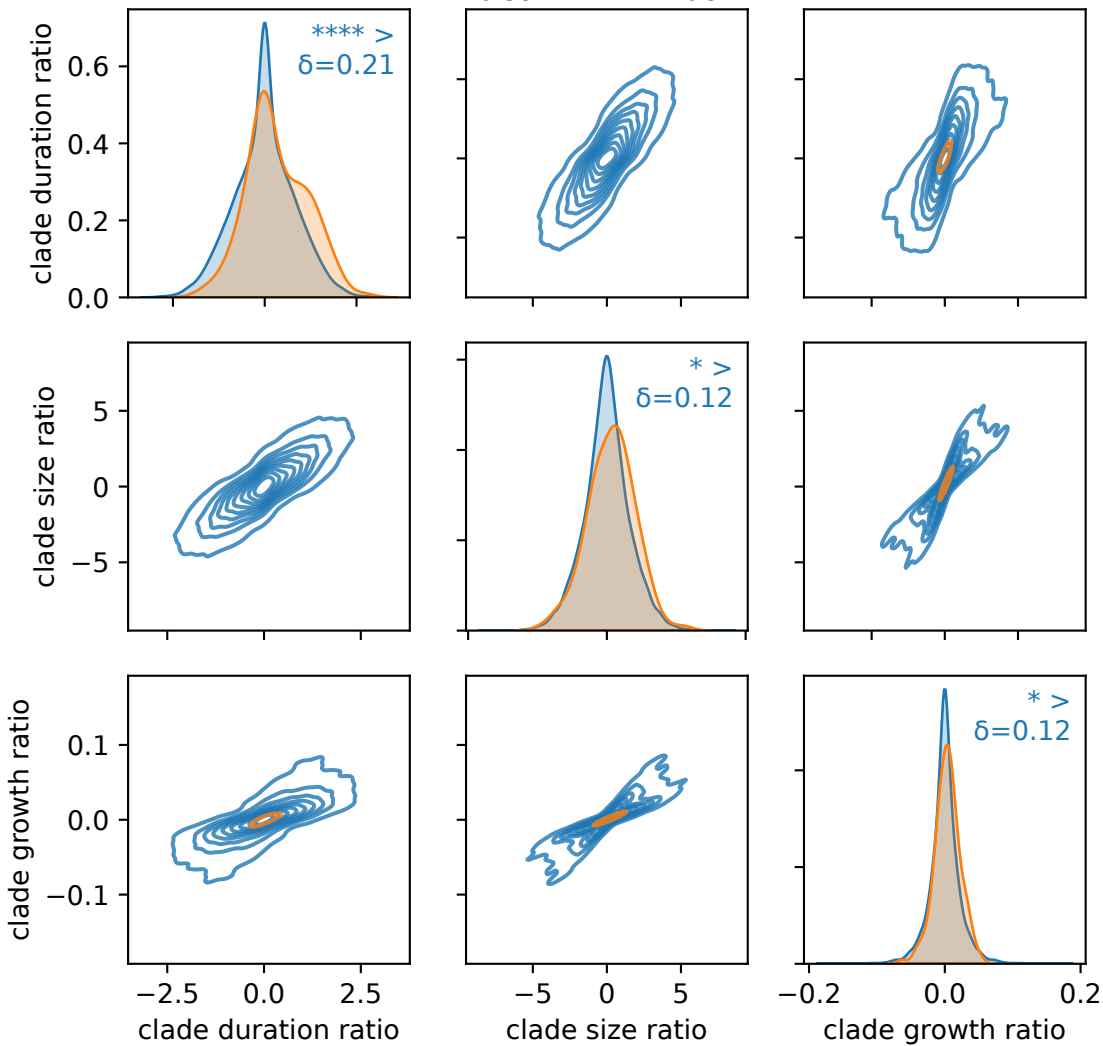 clade duration ratio
0.6
0.4
0.2
0.0
**** >
δ=0.21
clade size ratio
5
0
−5
* >
δ=0.12
clade growth ratio
0.1
0.0
−0.1
* >
δ=0.12
−2.5 0.0 2.5
−5 0 5
−0.2 0.0 0.2
clade duration ratio
clade size ratio
clade growth ratio